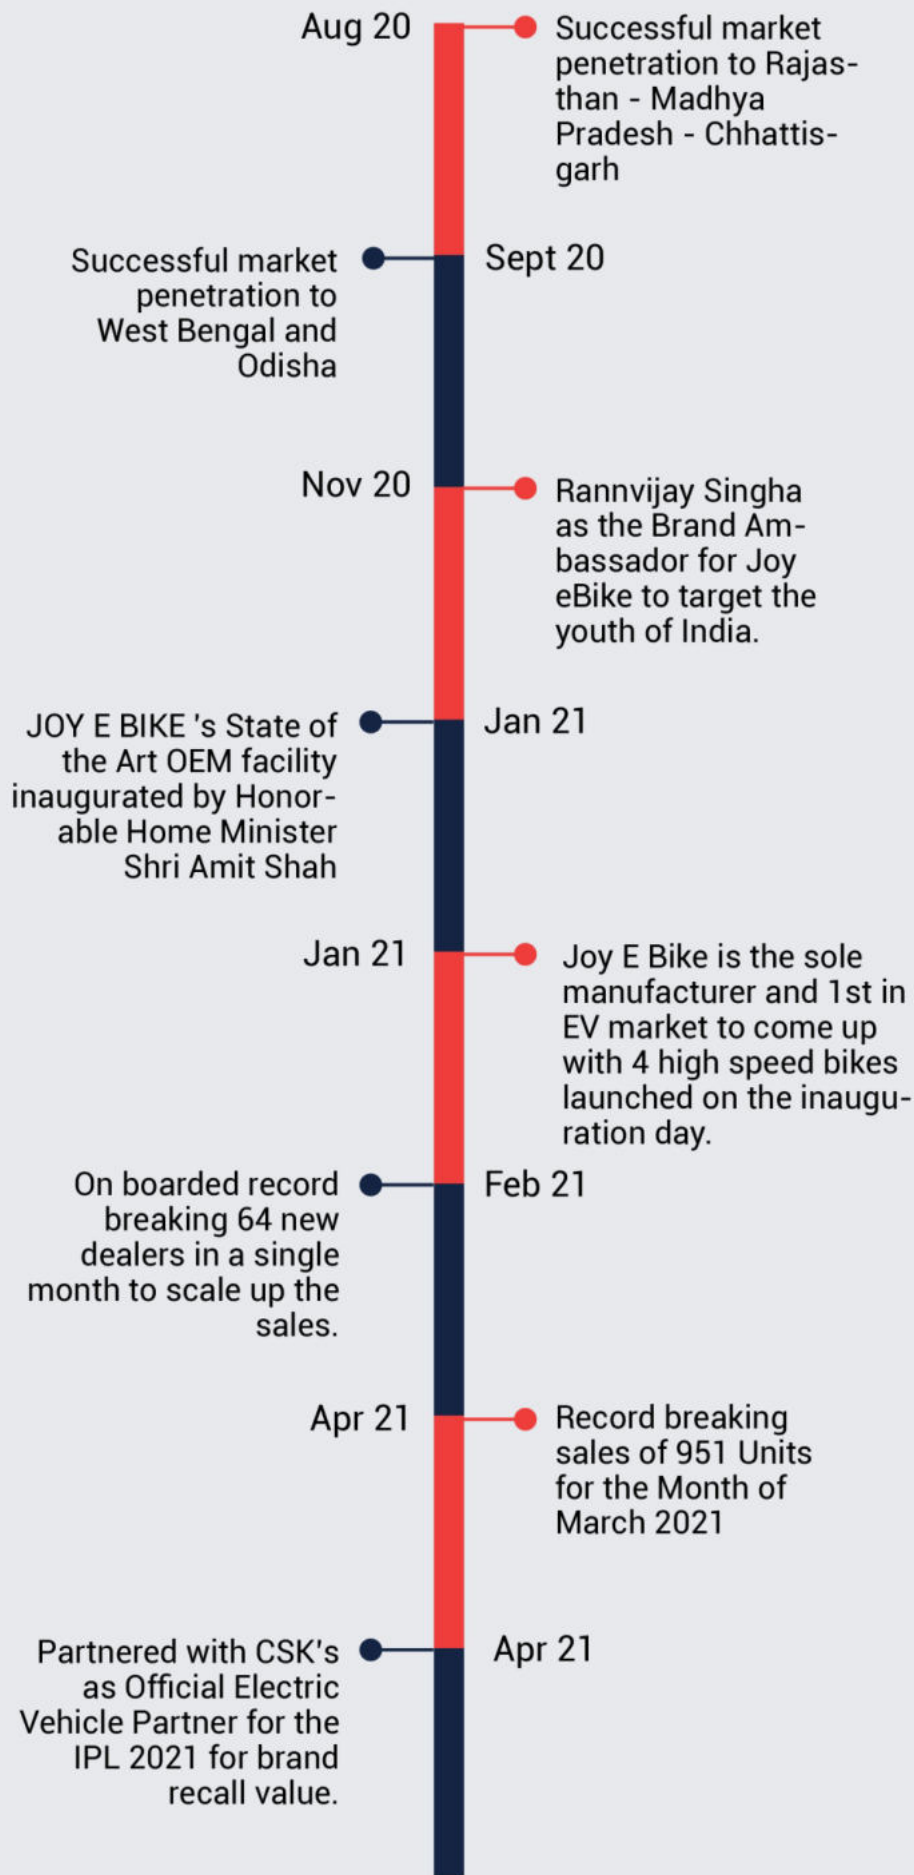 Aug 20
Successful market
penetration to Rajas-
than - Madhya
Pradesh - Chhattis-
garh
Sept 20
Successful market
penetration to
West Bengal and
Odisha
Nov 20
Rannvijay Singha
as the Brand Am-
bassador for Joy
eBike to target the
youth of India.
Jan 21
JOY E BIKE 's State of
the Art OEM facility
inaugurated by Honor-
able Home Minister
Shri Amit Shah
Jan 21
Joy E Bike is the sole
manufacturer and 1st in
EV market to come up
with 4 high speed bikes
launched on the inaugu-
ration day.
Feb 21
On boarded record
breaking 64 new
dealers in a single
month to scale up the
sales.
Apr 21
Record breaking
sales of 951 Units
for the Month of
March 2021
Apr 21
Partnered with CSK's
as Official Electric
Vehicle Partner for the
IPL 2021 for brand
recall value.